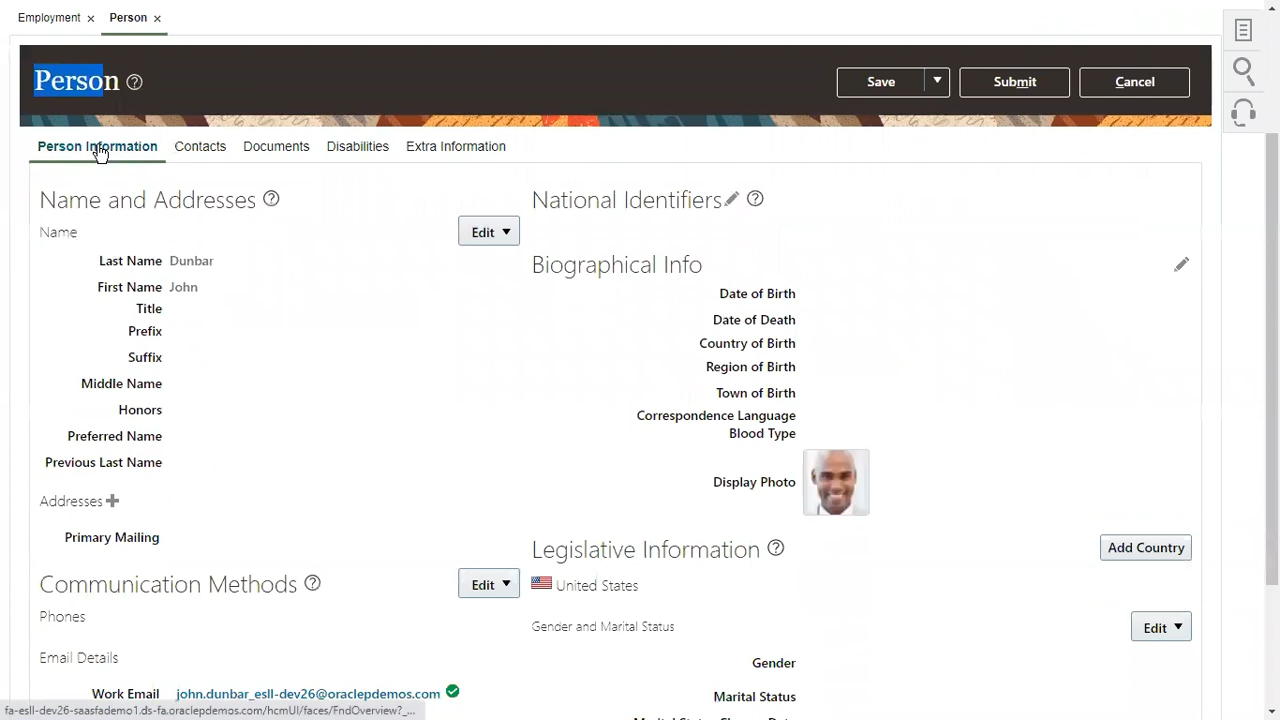 Employment × Person ×
Person
Save Submit Cancel
Person Information Contacts Documents Disabilities Extra Information
Name and Addresses
Name Edit
Last Name Dunbar
First Name John
Title
Prefix
Suffix
Middle Name
Honors
Preferred Name
Previous Last Name
Addresses
Primary Mailing
Communication Methods Edit
Phones
Email Details
Work Email john.dunbar_esll-dev26@oraclepdemos.com
National Identifiers
Biographical Info
Date of Birth
Date of Death
Country of Birth
Region of Birth
Town of Birth
Correspondence Language
Blood Type
Display Photo
Legislative Information Add Country
United States
Gender and Marital Status Edit
Gender
Marital Status
fa-esll-dev26-saasfademo1.ds-fa.oraclepdemos.com/hcmUI/faces/FndOverview?_...